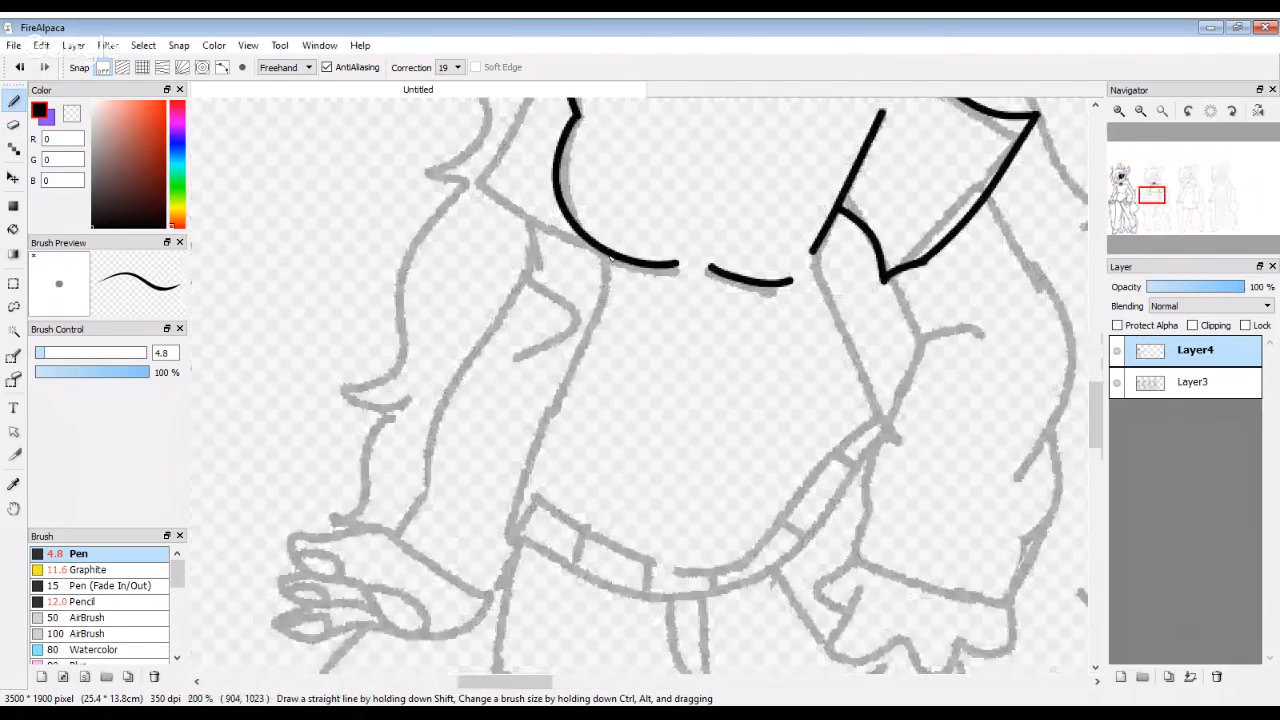 FireAlpaca
File Edit Layer Filter Select Snap Color View Tool Window Help
Snap OFF Freehand AntiAliasing Correction 19 Soft Edge
Color
Untitled
Navigator
R 0
G 0
B 0
Brush Preview
Layer
Opacity 100 %
Blending Normal
Protect Alpha Clipping Lock
Brush Control
4.8
100 %
Layer4
Layer3
Brush
4.8 Pen
11.6 Graphite
15 Pen (Fade In/Out)
12.0 Pencil
50 AirBrush
100 AirBrush
80 Watercolor
3500 * 1900 pixel (25.4 * 13.8cm) 350 dpi 200 % ( 904, 1023 ) Draw a straight line by holding down Shift, Change a brush size by holding down Ctrl, Alt, and dragging